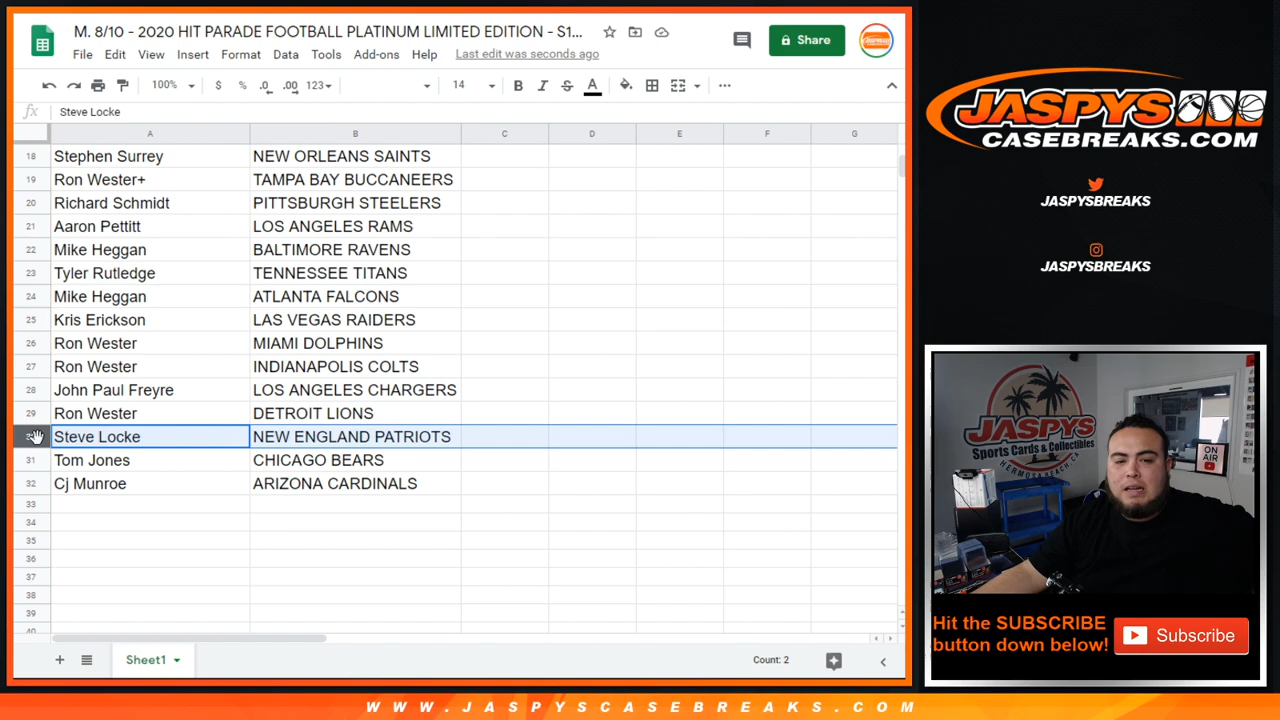 M. 8/10 - 2020 HIT PARADE FOOTBALL PLATINUM LIMITED EDITION - S1...
File Edit View Insert Format Data Tools Add-ons Help Last edit was seconds ago
Share
100% $ % .0 .00 123 14 B I S A
fx Steve Locke
A B C D E F G
18 Stephen Surrey NEW ORLEANS SAINTS
19 Ron Wester+ TAMPA BAY BUCCANEERS
20 Richard Schmidt PITTSBURGH STEELERS
21 Aaron Pettitt LOS ANGELES RAMS
22 Mike Heggan BALTIMORE RAVENS
23 Tyler Rutledge TENNESSEE TITANS
24 Mike Heggan ATLANTA FALCONS
25 Kris Erickson LAS VEGAS RAIDERS
26 Ron Wester MIAMI DOLPHINS
27 Ron Wester INDIANAPOLIS COLTS
28 John Paul Freyre LOS ANGELES CHARGERS
29 Ron Wester DETROIT LIONS
Steve Locke NEW ENGLAND PATRIOTS
31 Tom Jones CHICAGO BEARS
32 Cj Munroe ARIZONA CARDINALS
33
34
35
36
37
38
39
40
Sheet1
Count: 2
JASPYS
CASEBREAKS.COM
JASPYSBREAKS
JASPYSBREAKS
JASPYS
Sports Cards & Collectibles
HERMOSA BEACH, CA
ON AIR
Hit the SUBSCRIBE
button down below!
Subscribe
WWW.JASPYSCASEBREAKS.COM